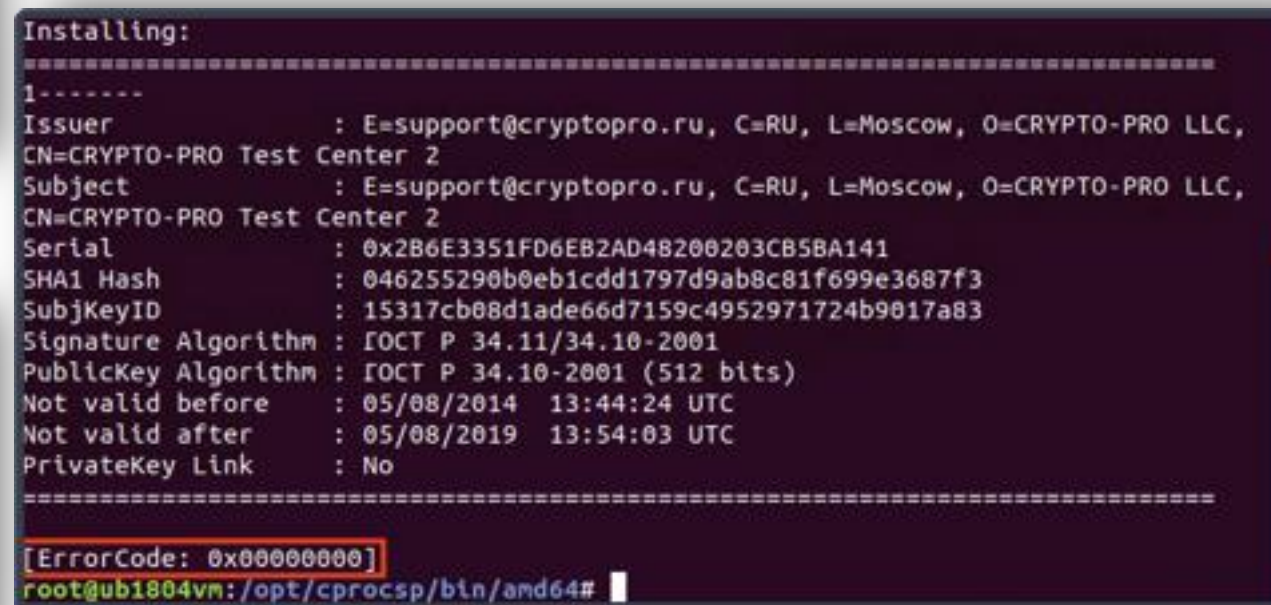 Installing:
=============================================================================
1-------
Issuer : E=support@cryptopro.ru, C=RU, L=Moscow, O=CRYPTO-PRO LLC,
CN=CRYPTO-PRO Test Center 2
Subject : E=support@cryptopro.ru, C=RU, L=Moscow, O=CRYPTO-PRO LLC,
CN=CRYPTO-PRO Test Center 2
Serial : 0x2B6E3351FD6EB2AD48200203CB5BA141
SHA1 Hash : 046255290b0eb1cdd1797d9ab8c81f699e3687f3
SubjKeyID : 15317cb08d1ade66d7159c4952971724b9017a83
Signature Algorithm : ГОСТ Р 34.11/34.10-2001
PublicKey Algorithm : ГОСТ Р 34.10-2001 (512 bits)
Not valid before : 05/08/2014 13:44:24 UTC
Not valid after : 05/08/2019 13:54:03 UTC
PrivateKey Link : No
=============================================================================
[ErrorCode: 0x00000000]
root@ub1804vm:/opt/cprocsp/bin/amd64#